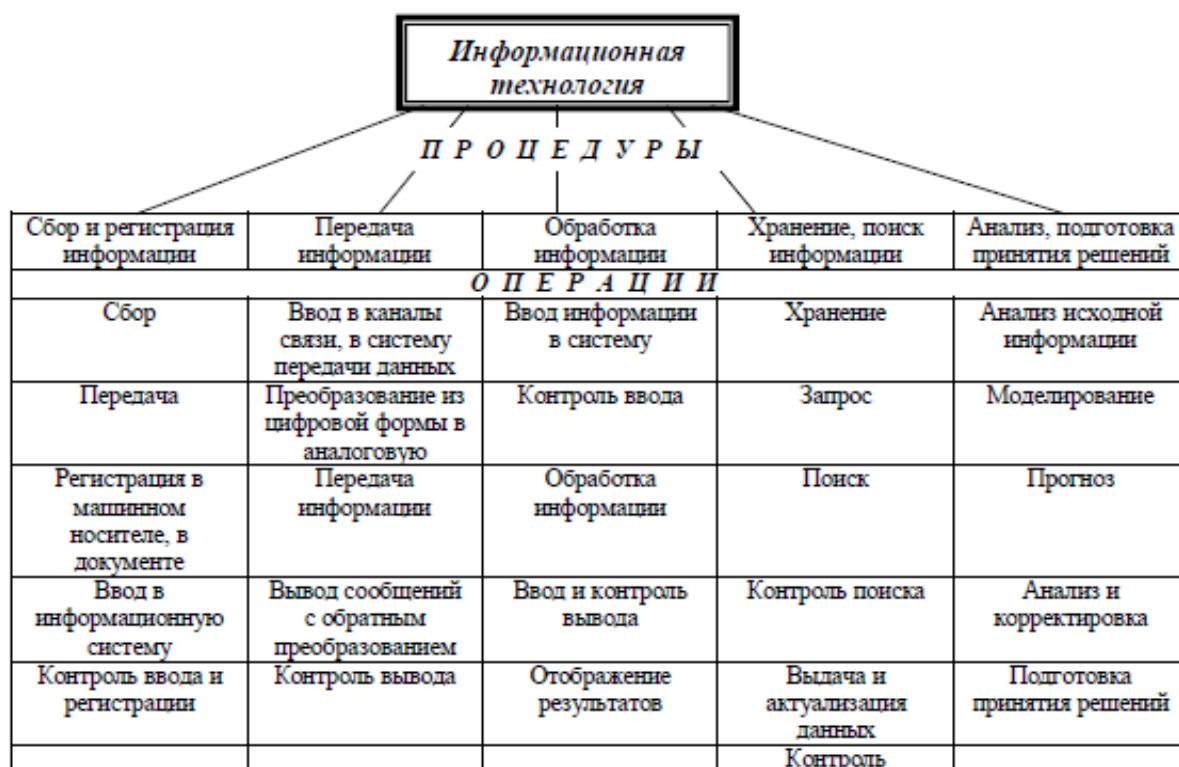 Информационная
технология
П Р О Ц Е Д У Р Ы
Сбор и регистрация
информации
Передача
информации
Обработка
информации
Хранение, поиск
информации
Анализ, подготовка
принятия решений
О П Е Р А Ц И И
Сбор
Ввод в каналы
связи, в систему
передачи данных
Ввод информации
в систему
Хранение
Анализ исходной
информации
Передача
Преобразование из
цифровой формы в
аналоговую
Контроль ввода
Запрос
Моделирование
Регистрация в
машинном
носителе, в
документе
Передача
информации
Обработка
информации
Поиск
Прогноз
Ввод в
информационную
систему
Вывод сообщений
с обратным
преобразованием
Ввод и контроль
вывода
Контроль поиска
Анализ и
корректировка
Контроль ввода и
регистрации
Контроль вывода
Отображение
результатов
Выдача и
актуализация
данных
Подготовка
принятия решений
Контроль